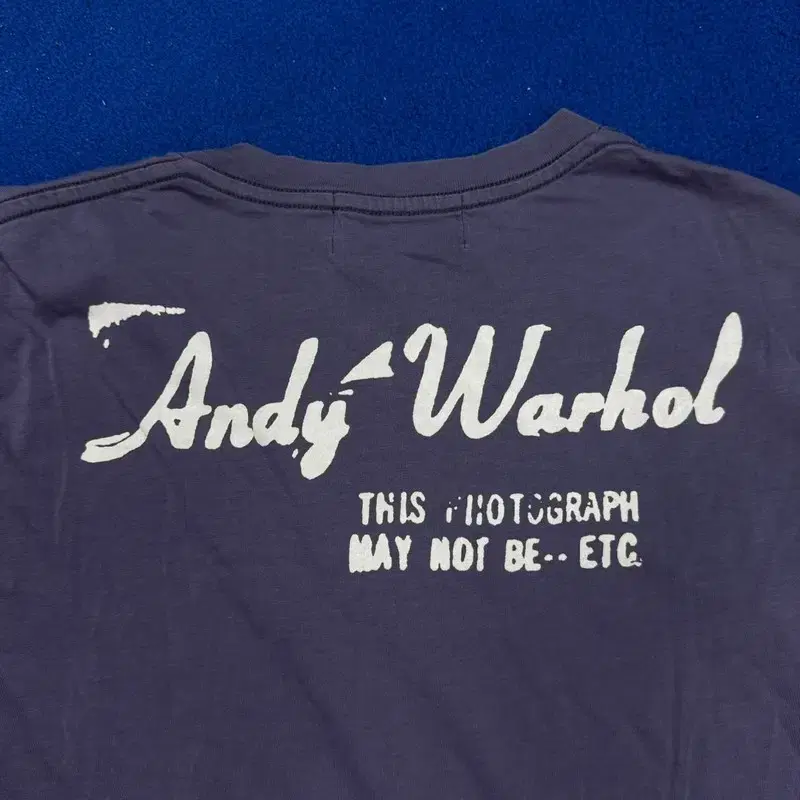 Andy Warhol
THIS PHOTOGRAPH
MAY NOT BE-- ETC.